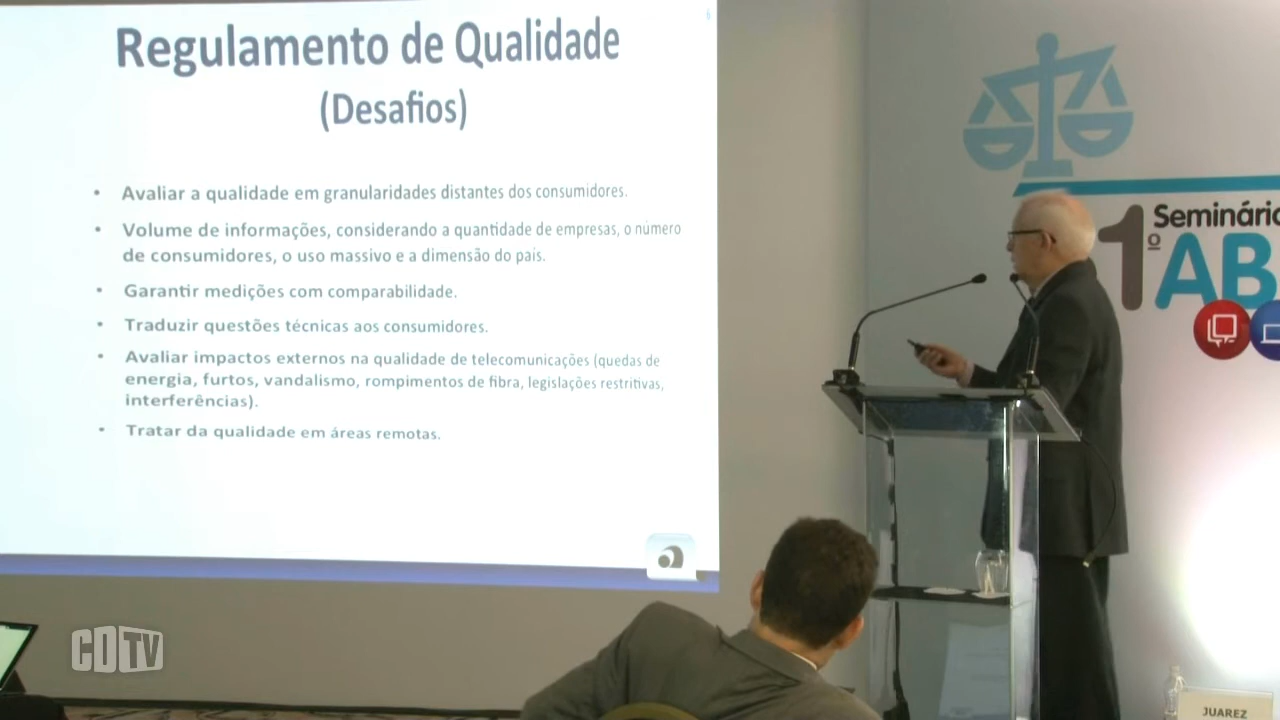 Regulamento de Qualidade
(Desafios)
6
• Avaliar a qualidade em granularidades distantes dos consumidores.
• Volume de informações, considerando a quantidade de empresas, o número
de consumidores, o uso massivo e a dimensão do país.
• Garantir medições com comparabilidade.
• Traduzir questões técnicas aos consumidores.
• Avaliar impactos externos na qualidade de telecomunicações (quedas de
energia, furtos, vandalismo, rompimentos de fibra, legislações restritivas,
interferências).
• Tratar da qualidade em áreas remotas.
1º Seminário
AB
CDTV
JUAREZ